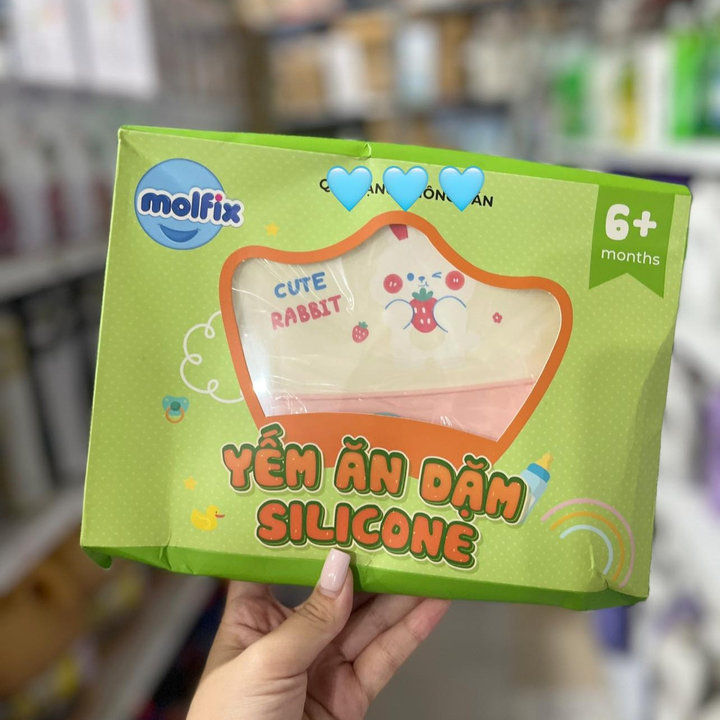 molfix
6+
months
CUTE
RABBIT
YẾM ĂN DẶM
SILICONE